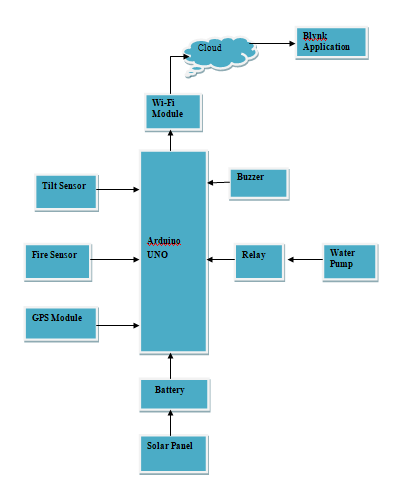 Cloud
Blynk
Application
Wi-Fi
Module
Tilt Sensor
Buzzer
Arduino
UNO
Fire Sensor
Relay
Water
Pump
GPS Module
Battery
Solar Panel